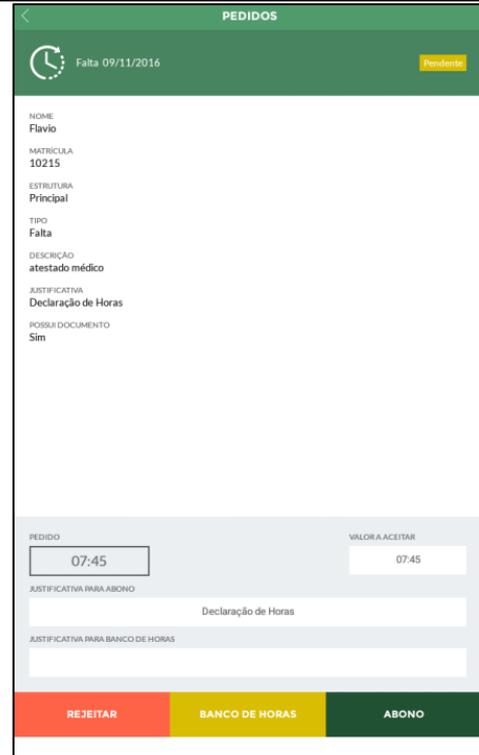 PEDIDOS
Falta 09/11/2016
Pendente
NOME
Flavio
MATRÍCULA
10215
ESTRUTURA
Principal
TIPO
Falta
DESCRIÇÃO
atestado médico
JUSTIFICATIVA
Declaração de Horas
POSSUI DOCUMENTO
Sim
PEDIDO
VALOR A ACEITAR
07:45
07:45
JUSTIFICATIVA PARA ABONO
Declaração de Horas
JUSTIFICATIVA PARA BANCO DE HORAS
REJEITAR
BANCO DE HORAS
ABONO